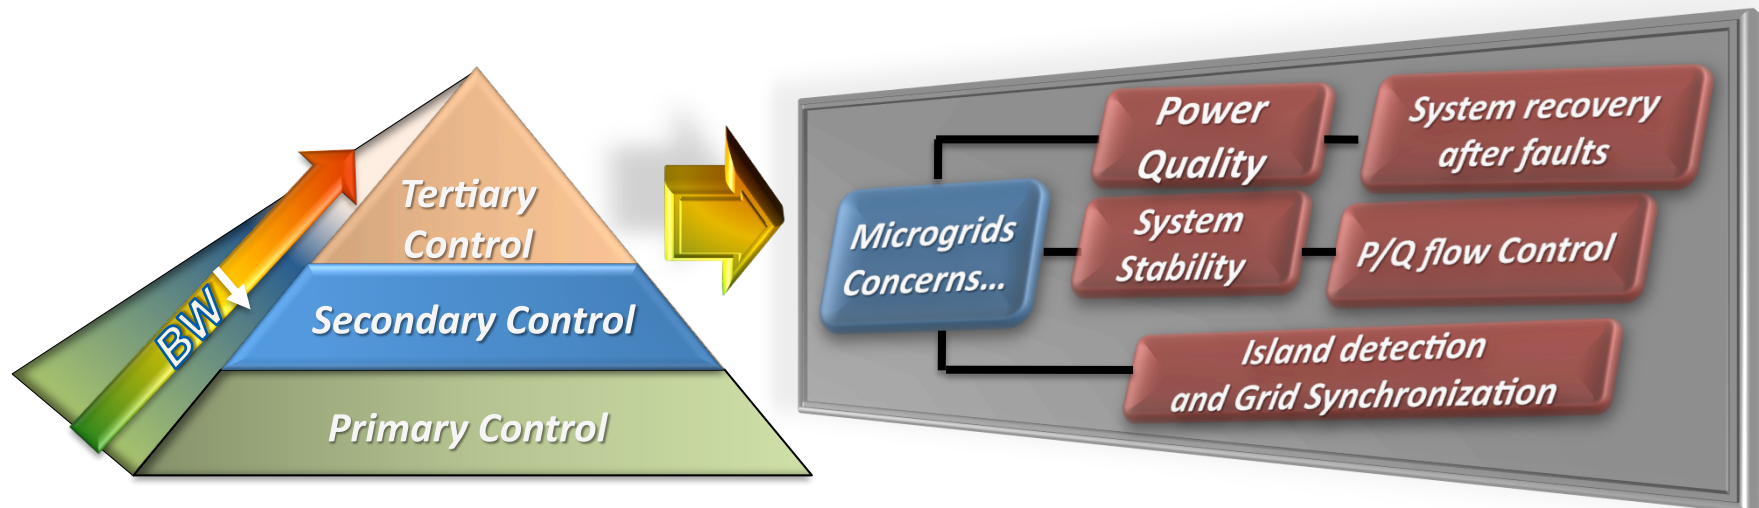 Tertiary
Control
Secondary Control
Primary Control
BW
Microgrids
Concerns...
Power
Quality
System recovery
after faults
System
Stability
P/Q flow Control
Island detection
and Grid Synchronization